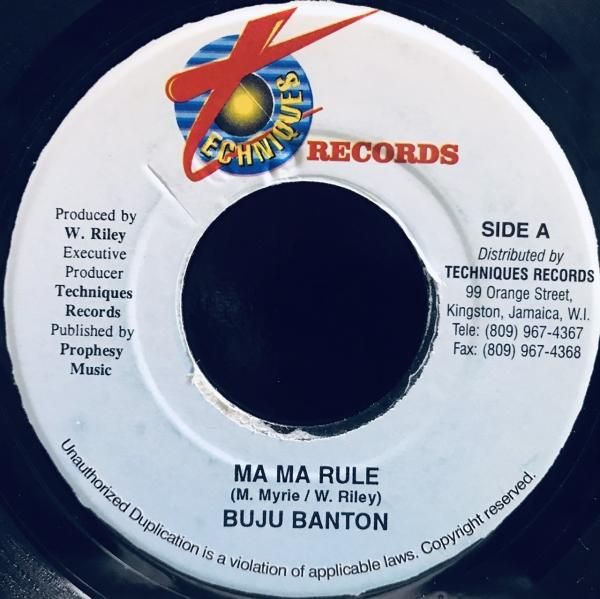 TECHNIQUES
RECORDS
Produced by
W. Riley
Executive
Producer
Techniques
Records
Published by
Prophesy
Music
SIDE A
Distributed by
TECHNIQUES RECORDS
99 Orange Street,
Kingston, Jamaica, W.I.
Tele: (809) 967-4367
Fax: (809) 967-4368
MA MA RULE
(M. Myrie / W. Riley)
BUJU BANTON
Unauthorized Duplication is a violation of applicable laws. Copyright reserved.